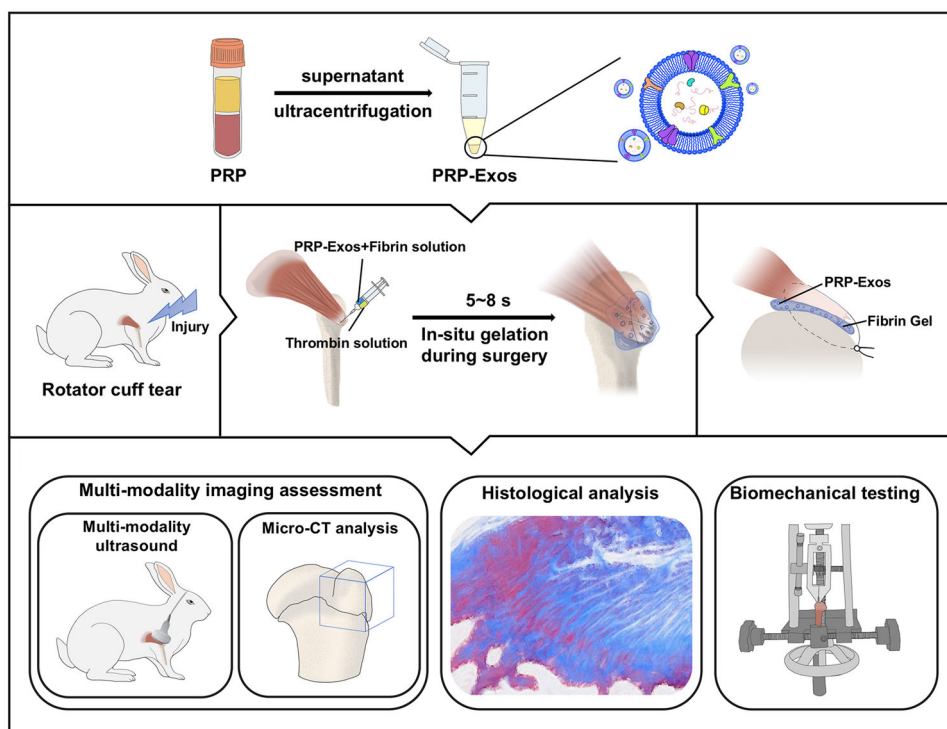 supernatant
ultracentrifugation
PRP
PRP-Exos
Injury
Rotator cuff tear
PRP-Exos+Fibrin solution
Thrombin solution
5~8 s
In-situ gelation
during surgery
PRP-Exos
Fibrin Gel
Multi-modality imaging assessment
Multi-modality
ultrasound
Micro-CT analysis
Histological analysis
Biomechanical testing